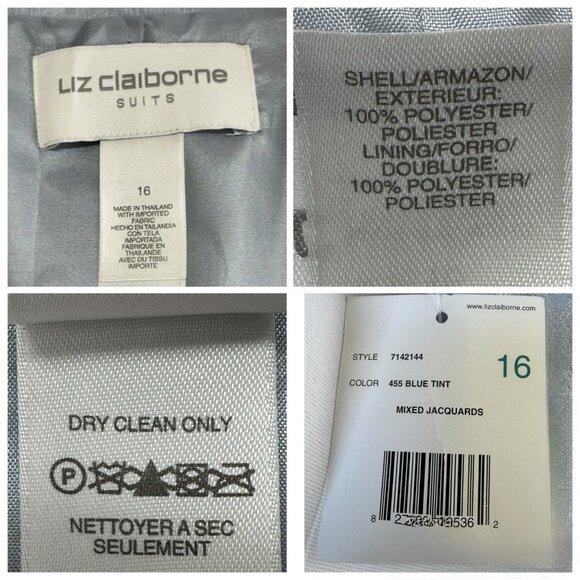 LIZ claiborne
SUITS
16
MADE IN THAILAND
WITH IMPORTED
FABRIC
HECHO EN TAILANDIA
CON TELA
IMPORTADA
FABRIQUE EN
THAILANDE
AVEC DU TISSU
IMPORTE
SHELL/ARMAZON/
EXTERIEUR:
100% POLYESTER/
POLIESTER
LINING/FORRO/
DOUBLURE:
100% POLYESTER/
POLIESTER
DRY CLEAN ONLY
P
NETTOYER A SEC
SEULEMENT
www.lizclaiborne.com
STYLE 7142144
16
COLOR 455 BLUE TINT
MIXED JACQUARDS
8 2